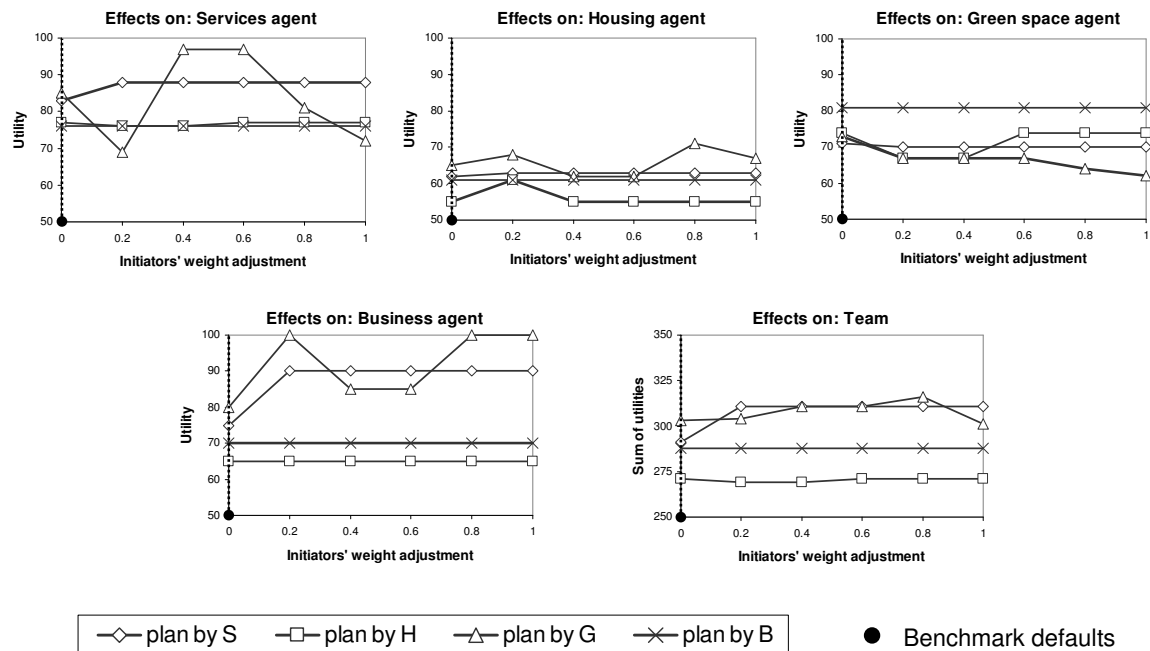 Effects on: Services agent
100
90
80
70
60
50
Utility
0 0.2 0.4 0.6 0.8 1
Initiators' weight adjustment
Effects on: Housing agent
100
90
80
70
60
50
Utility
0 0.2 0.4 0.6 0.8 1
Initiators' weight adjustment
Effects on: Green space agent
100
90
80
70
60
50
Utility
0 0.2 0.4 0.6 0.8 1
Initiators' weight adjustment
Effects on: Business agent
100
90
80
70
60
50
Utility
0 0.2 0.4 0.6 0.8 1
Initiators' weight adjustment
Effects on: Team
350
325
300
275
250
Sum of utilities
0 0.2 0.4 0.6 0.8 1
Initiators' weight adjustment
plan by S plan by H plan by G plan by B Benchmark defaults